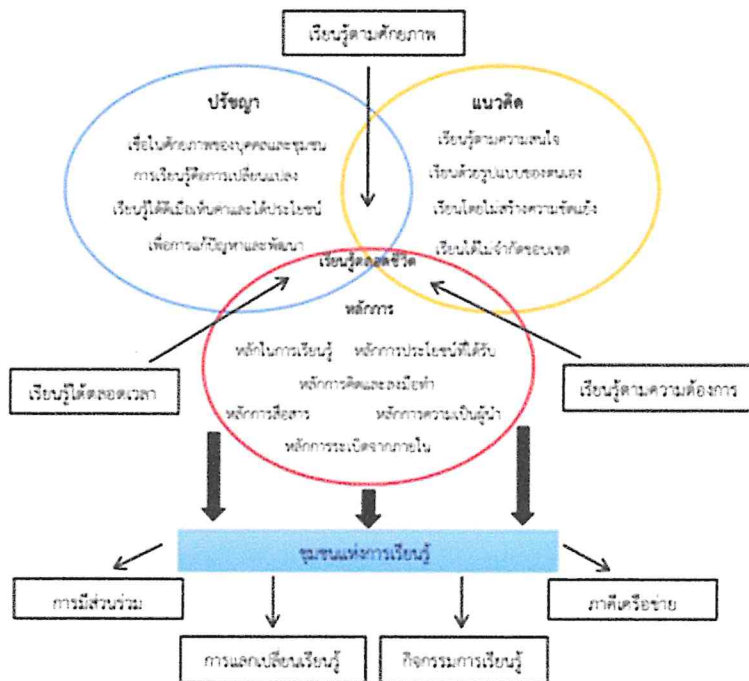 เรียนรู้ตามศักยภาพ
ปรัชญา
เชื่อในศักยภาพของบุคคลและชุมชน
การเรียนรู้คือการเปลี่ยนแปลง
เรียนรู้ได้ดีเมื่อเห็นค่าและได้ประโยชน์
เพื่อการแก้ปัญหาและพัฒนา
แนวคิด
เรียนรู้ตามความสนใจ
เรียนด้วยรูปแบบของตนเอง
เรียนโดยไม่สร้างความขัดแย้ง
เรียนได้ไม่จำกัดขอบเขต
เรียนรู้ตลอดชีวิต
หลักการ
หลักในการเรียนรู้ หลักการประโยชน์ที่ได้รับ
หลักการคิดและลงมือทำ
หลักการสื่อสาร หลักการความเป็นผู้นำ
หลักการระเบิดจากภายใน
เรียนรู้ได้ตลอดเวลา
เรียนรู้ตามความต้องการ
ชุมชนแห่งการเรียนรู้
การมีส่วนร่วม
ภาคีเครือข่าย
การแลกเปลี่ยนเรียนรู้
กิจกรรมการเรียนรู้